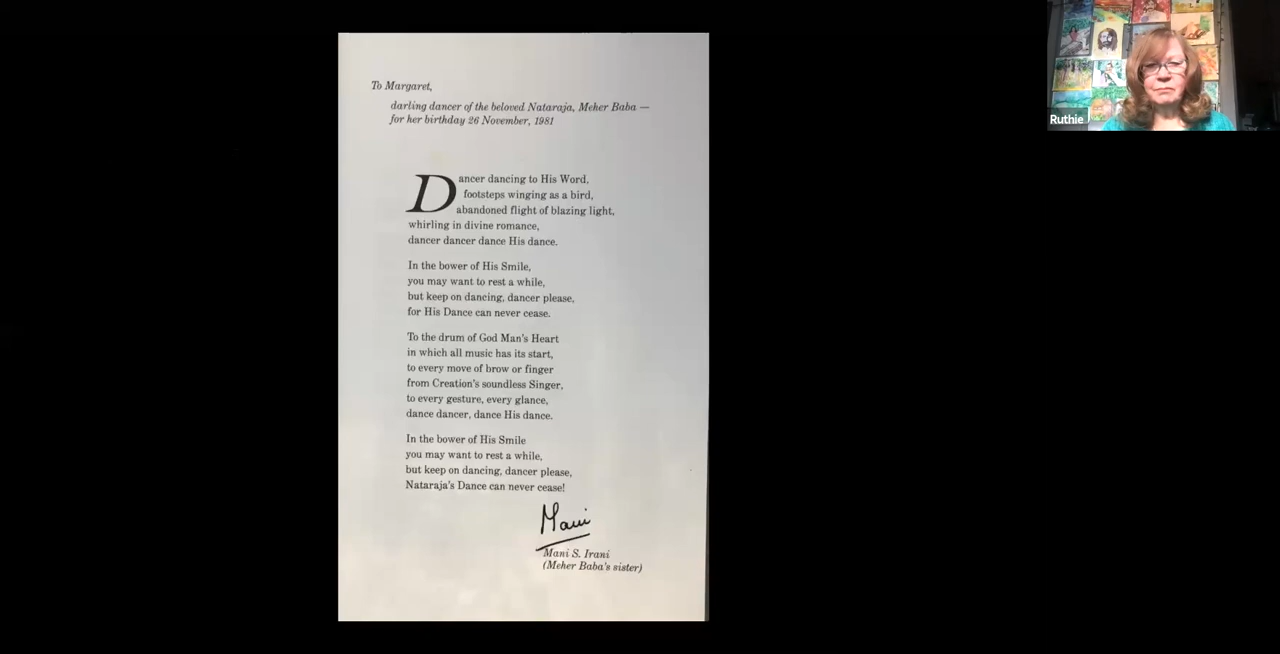 To Margaret,
darling dancer of the beloved Nataraja, Meher Baba —
for her birthday 26 November, 1981
Dancer dancing to His Word,
footsteps winging as a bird,
abandoned flight of blazing light,
whirling in divine romance,
dancer dancer dance His dance.
In the bower of His Smile,
you may want to rest a while,
but keep on dancing, dancer please,
for His Dance can never cease.
To the drum of God Man's Heart
in which all music has its start,
to every move of brow or finger
from Creation's soundless Singer,
to every gesture, every glance,
dance dancer, dance His dance.
In the bower of His Smile
you may want to rest a while,
but keep on dancing, dancer please,
Nataraja's Dance can never cease!
Mani
Mani S. Irani
(Meher Baba's sister)
Ruthie